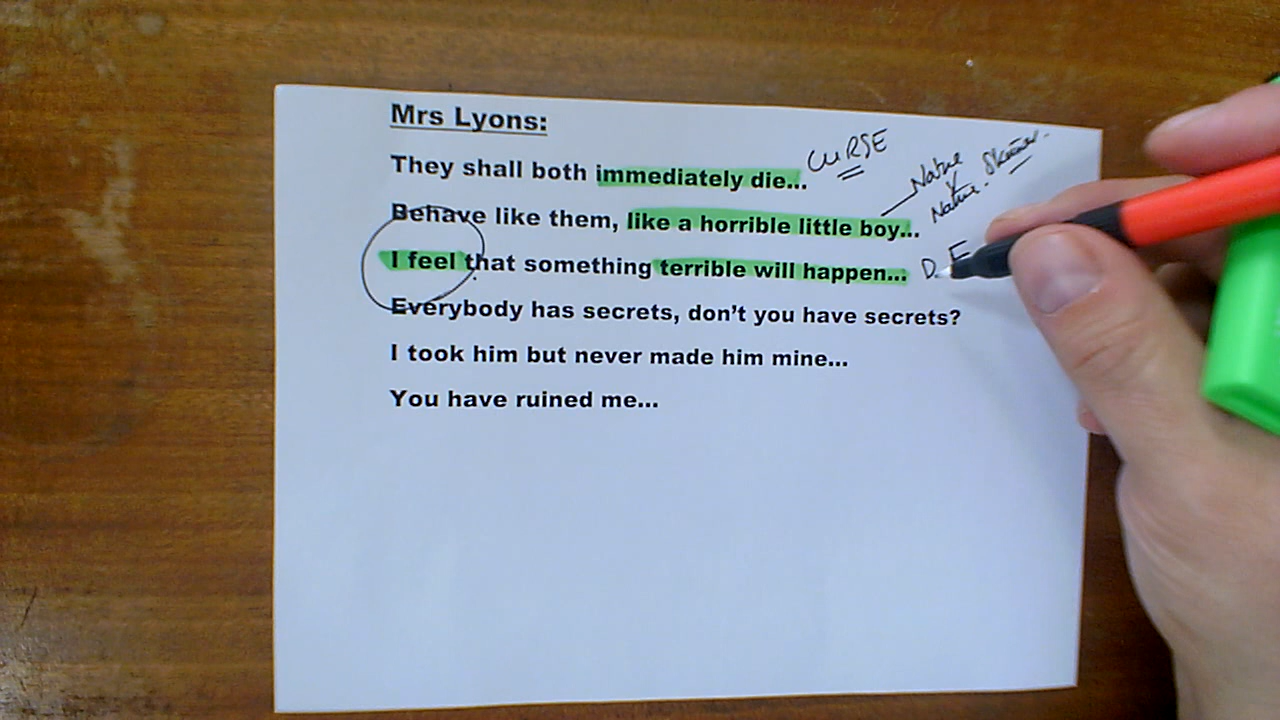 Mrs Lyons:
They shall both immediately die... CURSE
Behave like them, like a horrible little boy... Nature
v
I feel that something terrible will happen... D. E
Everybody has secrets, don't you have secrets?
I took him but never made him mine...
You have ruined me...